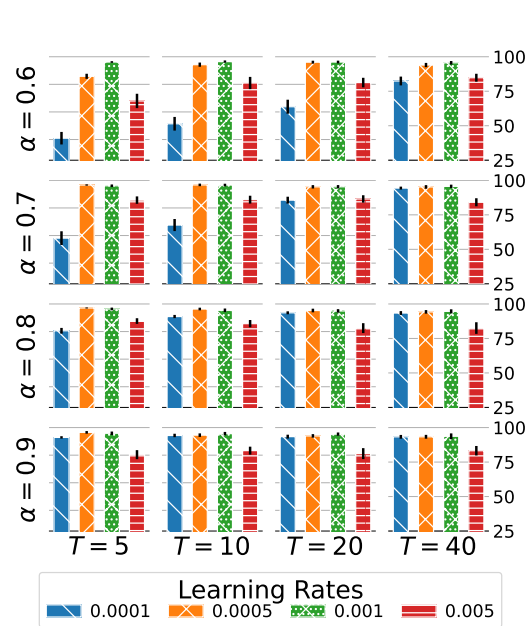 α = 0.6
100
75
50
25
α = 0.7
100
75
50
25
α = 0.8
100
75
50
25
α = 0.9
100
75
50
25
T = 5 T = 10 T = 20 T = 40
Learning Rates
0.0001 0.0005 0.001 0.005